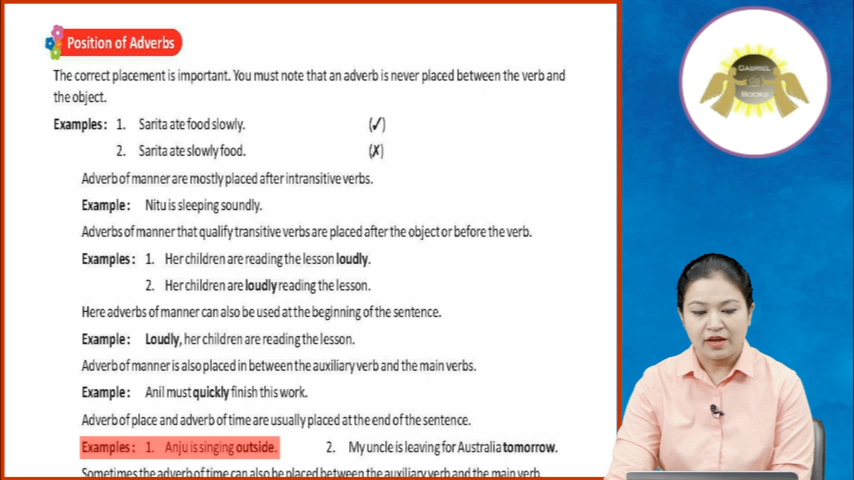 Position of Adverbs
The correct placement is important. You must note that an adverb is never placed between the verb and
the object.
Examples: 1. Sarita ate food slowly. (✓)
2. Sarita ate slowly food. (✗)
Adverb of manner are mostly placed after intransitive verbs.
Example: Nitu is sleeping soundly.
Adverbs of manner that qualify transitive verbs are placed after the object or before the verb.
Examples: 1. Her children are reading the lesson loudly.
2. Her children are loudly reading the lesson.
Here adverbs of manner can also be used at the beginning of the sentence.
Example: Loudly, her children are reading the lesson.
Adverb of manner is also placed in between the auxiliary verb and the main verbs.
Example: Anil must quickly finish this work.
Adverb of place and adverb of time are usually placed at the end of the sentence.
Examples: 1. Anju is singing outside. 2. My uncle is leaving for Australia tomorrow.
Sometimes the adverb of time can also be placed between the auxiliary verb and the main verb.
GABRIEL
BOOKS